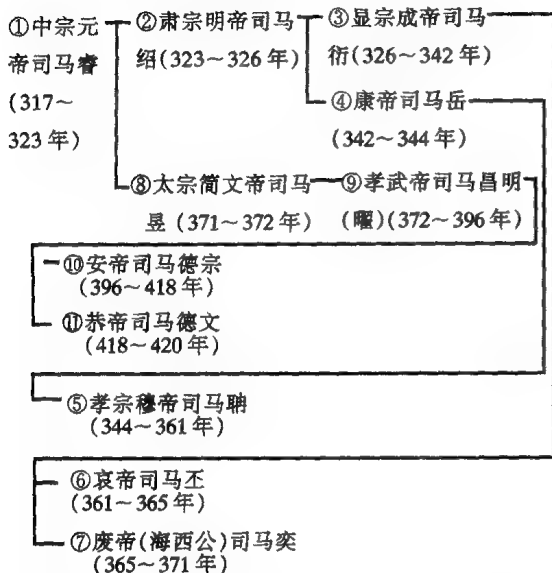 ①中宗元
帝司马睿
(317～
323年)
②肃宗明帝司马
绍(323～326年)
③显宗成帝司马
衍(326～342年)
④康帝司马岳
(342～344年)
⑧太宗简文帝司马
昱 (371～372年)
⑨孝武帝司马昌明
(曜)(372～396年)
⑩安帝司马德宗
(396～418年)
⑪恭帝司马德文
(418～420年)
⑤孝宗穆帝司马聃
(344～361年)
⑥哀帝司马丕
(361～365年)
⑦废帝(海西公)司马奕
(365～371年)